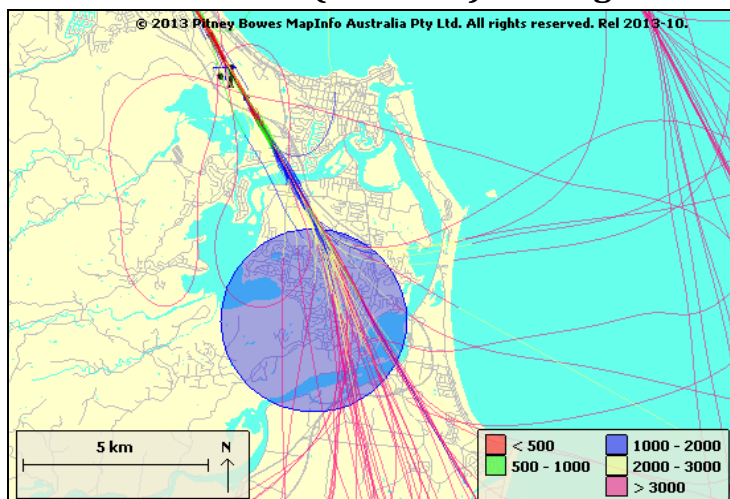 © 2013 Pitney Bowes MapInfo Australia Pty Ltd. All rights reserved. Rel 2013-10.
5 km
N
< 500
500 - 1000
1000 - 2000
2000 - 3000
> 3000